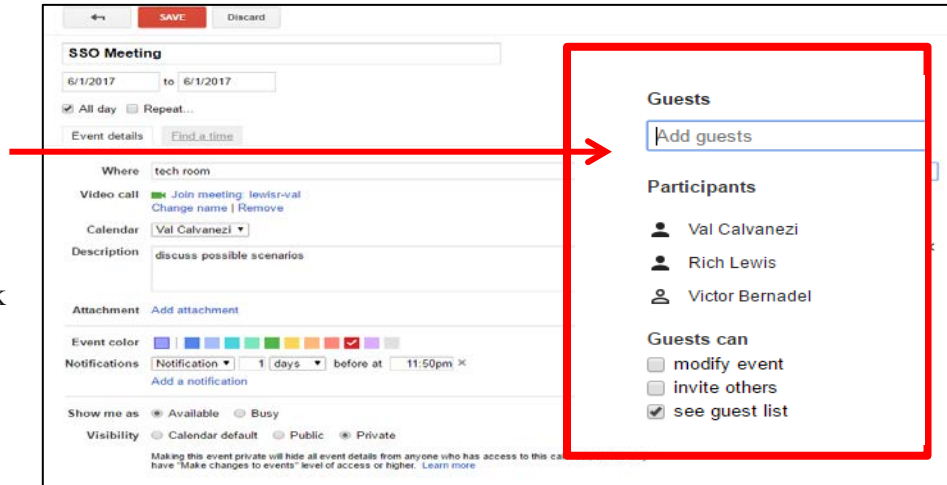 SAVE Discard
SSO Meeting
6/1/2017 to 6/1/2017
All day Repeat...
Event details Find a time
Where tech room
Video call Join meeting: lewisr-val
Change name | Remove
Calendar Val Calvanezi
Description discuss possible scenarios
Attachment Add attachment
Event color
Notifications Notification 1 days before at 11:50pm ×
Add a notification
Show me as Available Busy
Visibility Calendar default Public Private
Making this event private will hide all event details from anyone who has access to this ca
have "Make changes to events" level of access or higher. Learn more
Guests
Add guests
Participants
Val Calvanezi
Rich Lewis
Victor Bernadel
Guests can
modify event
invite others
see guest list